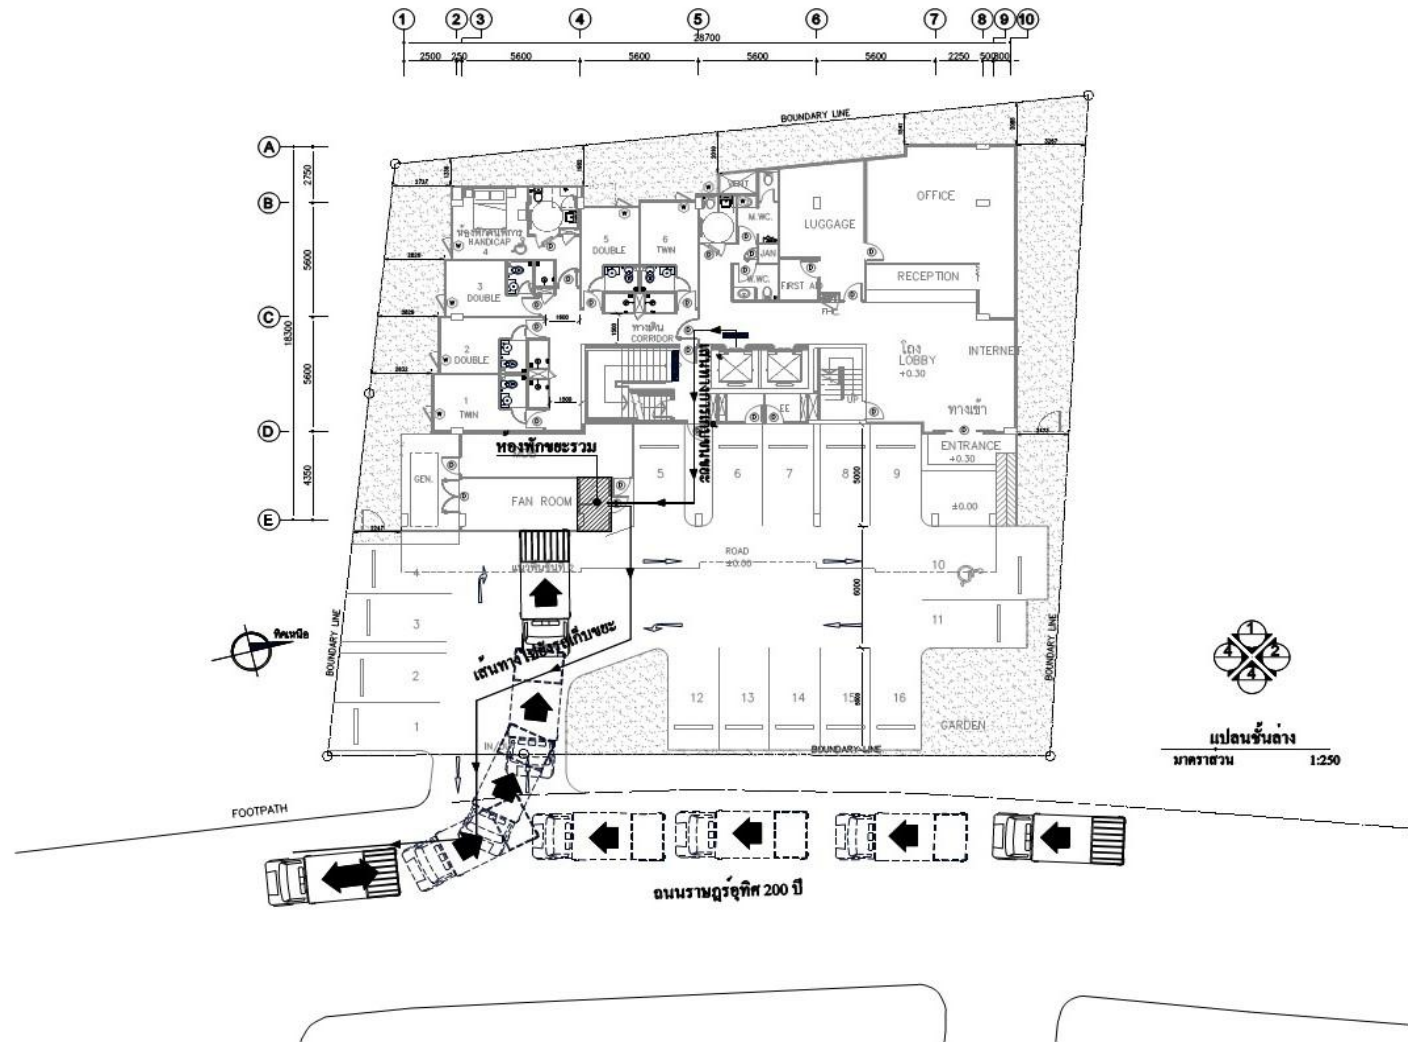 1 2 3 4 5 6 7 8 9 10
28700
2500 250 5600 5600 5600 5600 2250 500 800
BOUNDARY LINE
A
B
C
D
E
2750
5600
5600
4350
18300
VENT
OFFICE
M.WC.
LUGGAGE
HANDICAP
4
5
DOUBLE
6
TWIN
JAN
W.WC.
RECEPTION
3
DOUBLE
ทางเดิน
CORRIDOR
โถง
LOBBY
+0.30
INTERNET
2
DOUBLE
1
TWIN
EE
UP
ทางเข้า
ENTRANCE
+0.30
ห้องพักขยะรวม
GEN.
FAN ROOM
5
6
7
8
9
5000
±0.00
ROAD
±0.00
6000
10
11
4
3
2
1
BOUNDARY LINE
BOUNDARY LINE
ทิศเหนือ
เส้นทางไปยังรถเก็บขยะ
12
13
14
15
16
GARDEN
BOUNDARY LINE
1
2
4
4
แปลนชั้นล่าง
มาตราส่วน 1:250
FOOTPATH
ถนนราษฎร์อุทิศ 200 ปี